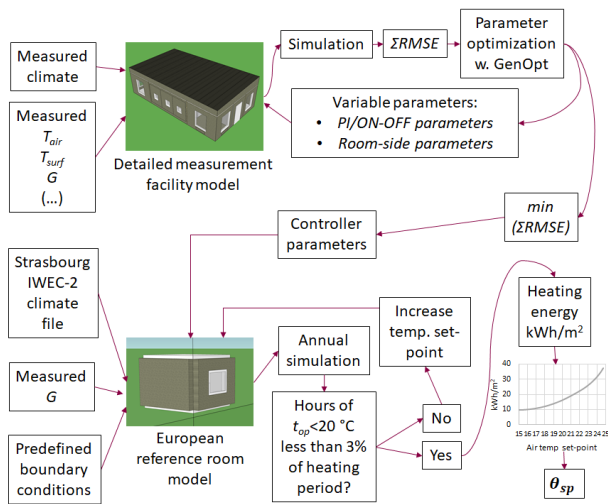 Measured
climate
Measured
T_air
T_surf
G
(…)
Detailed measurement
facility model
Simulation
ΣRMSE
Parameter
optimization
w. GenOpt
Variable parameters:
• PI/ON-OFF parameters
• Room-side parameters
min
(ΣRMSE)
Controller
parameters
Strasbourg
IWEC-2
climate
file
Measured
G
Predefined
boundary
conditions
European
reference room
model
Annual
simulation
Increase
temp. set-
point
Hours of
t_op<20 °C
less than 3%
of heating
period?
No
Yes
Heating
energy
kWh/m²
kWh/m²
40
30
20
10
0
15 16 17 18 19 20 21 22 23 24 25
Air temp set-point
θ_sp